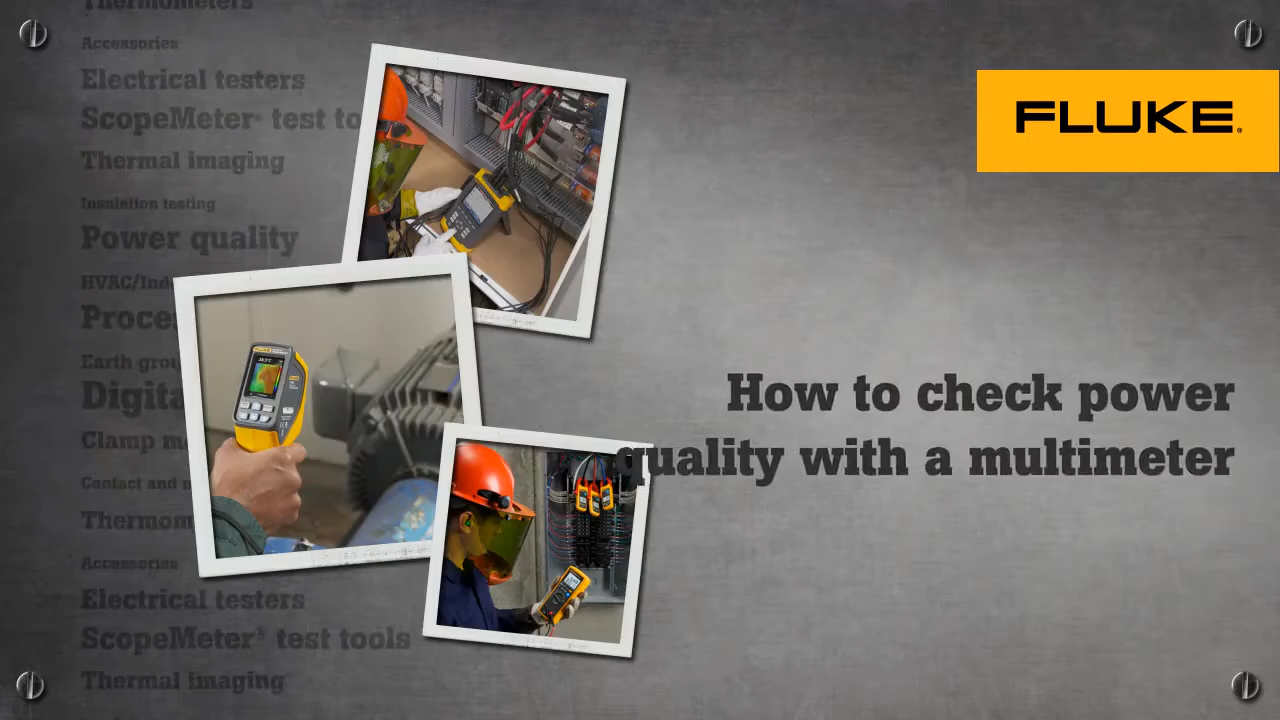 Thermometers
Accessories
Electrical testers
ScopeMeter® test to
Thermal imaging
Insulation testing
Power quality
HVAC/Ind
Proces
Earth grou
Digita
Clamp m
Contact and n
Thermom
Accessories
Electrical testers
ScopeMeter® test tools
Thermal imaging
FLUKE®
How to check power
quality with a multimeter